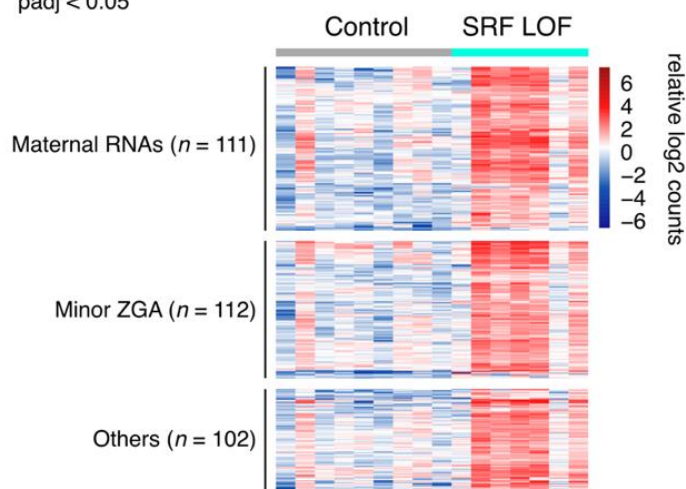 padj < 0.05
Control SRF LOF
Maternal RNAs (n = 111)
Minor ZGA (n = 112)
Others (n = 102)
6
4
2
0
−2
−4
−6
relative log2 counts